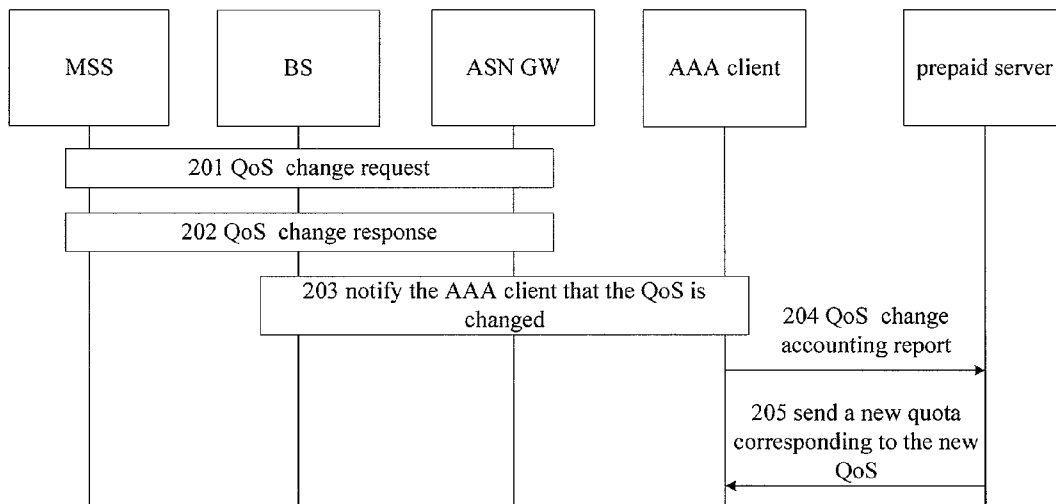 MSS
BS
ASN GW
AAA client
prepaid server
201 QoS change request
202 QoS change response
203 notify the AAA client that the QoS is
changed
204 QoS change
accounting report
205 send a new quota
corresponding to the new
QoS